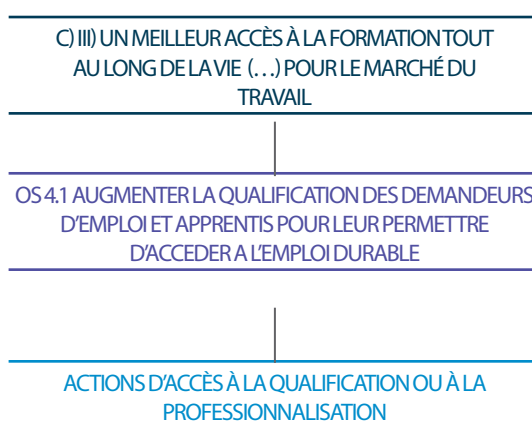 C) III) UN MEILLEUR ACCÈS À LA FORMATION TOUT
AU LONG DE LA VIE (…) POUR LE MARCHÉ DU
TRAVAIL
OS 4.1 AUGMENTER LA QUALIFICATION DES DEMANDEURS
D'EMPLOI ET APPRENTIS POUR LEUR PERMETTRE
D'ACCEDER A L'EMPLOI DURABLE
ACTIONS D'ACCÈS À LA QUALIFICATION OU À LA
PROFESSIONNALISATION